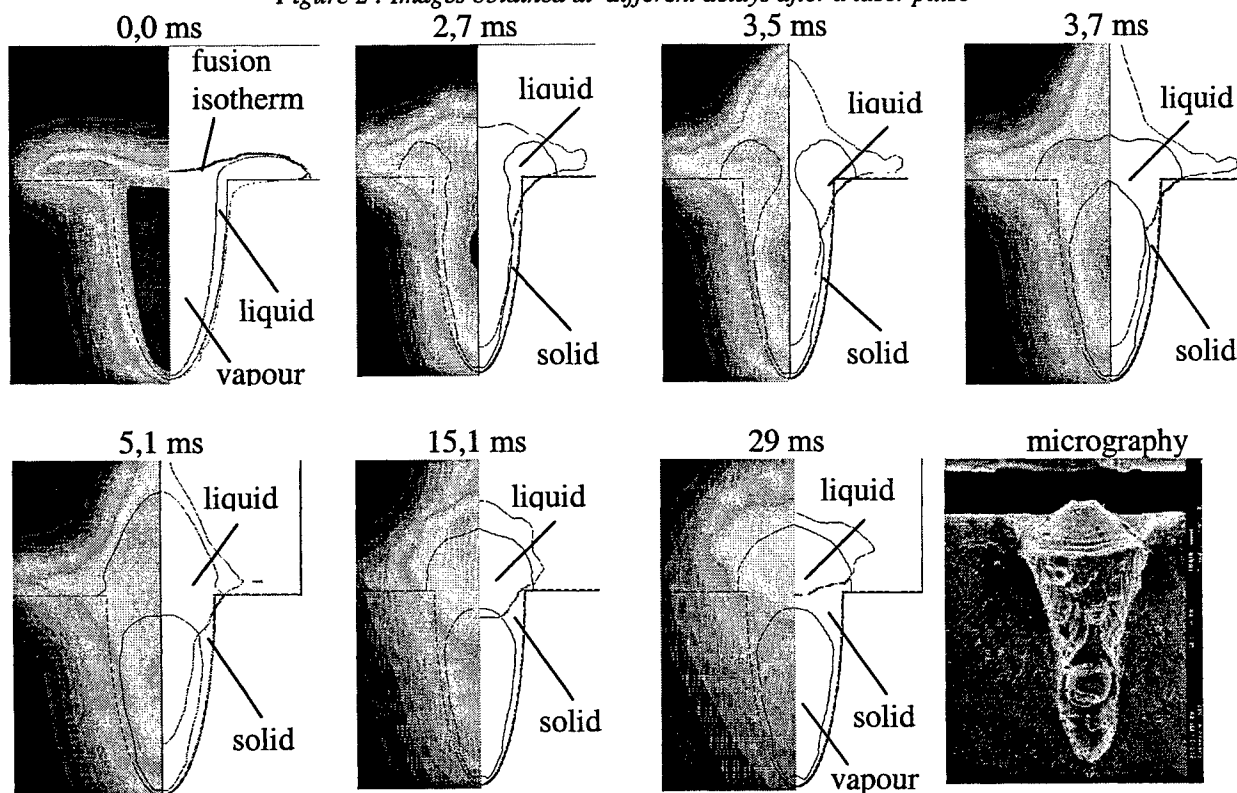 Figure 2 : Images obtained at different delays after a laser pulse
0,0 ms
2,7 ms
3,5 ms
3,7 ms
fusion
isotherm
liquid
vapour
liquid
solid
liquid
solid
liquid
solid
5,1 ms
15,1 ms
29 ms
micrography
liquid
solid
liquid
solid
liquid
solid
vapour